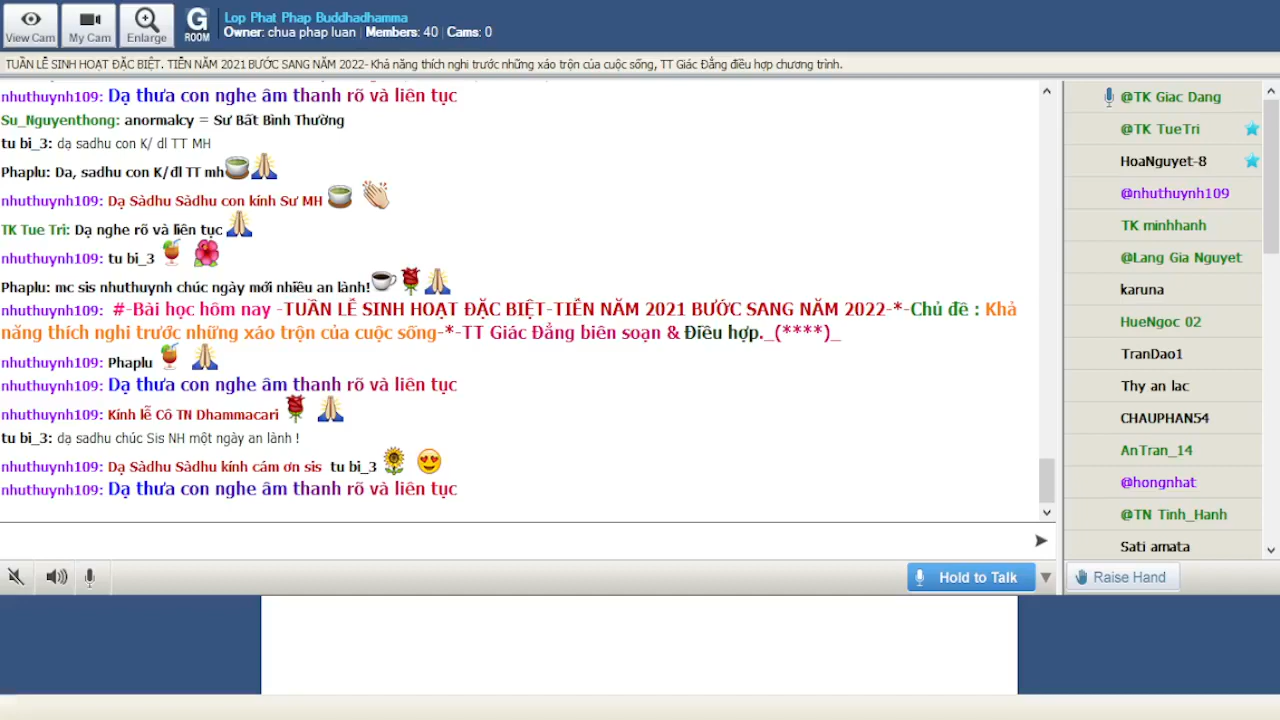 View Cam
My Cam
Enlarge
G
ROOM
Lop Phat Phap Buddhadhamma
Owner: chua phap luan | Members: 40 | Cams: 0
TUẦN LỄ SINH HOẠT ĐẶC BIỆT. TIỄN NĂM 2021 BƯỚC SANG NĂM 2022- Khả năng thích nghi trước những xáo trộn của cuộc sống, TT Giác Đẳng điều hợp chương trình.
nhuthuynh109: Dạ thưa con nghe âm thanh rõ và liên tục
Su_Nguyenthong: anormalcy = Sư Bất Bình Thường
tu bi_3: dạ sadhu con K/ dl TT MH
Phaplu: Da, sadhu con K/đl TT mh
nhuthuynh109: Dạ Sàdhu Sàdhu con kính Sư MH
TK Tue Tri: Dạ nghe rõ và liên tục
nhuthuynh109: tu bi_3
Phaplu: mc sis nhuthuynh chúc ngày mới nhiều an lành!
nhuthuynh109: #-Bài học hôm nay -TUẦN LỄ SINH HOẠT ĐẶC BIỆT-TIỄN NĂM 2021 BƯỚC SANG NĂM 2022-*-Chủ đề : Khả
năng thích nghi trước những xáo trộn của cuộc sống-*-TT Giác Đẳng biên soạn & Điều hợp._(****)_
nhuthuynh109: Phaplu
nhuthuynh109: Dạ thưa con nghe âm thanh rõ và liên tục
nhuthuynh109: Kính lễ Cô TN Dhammacari
tu bi_3: dạ sadhu chúc Sis NH một ngày an lành !
nhuthuynh109: Dạ Sàdhu Sàdhu kính cám ơn sis tu bi_3
nhuthuynh109: Dạ thưa con nghe âm thanh rõ và liên tục
Hold to Talk
@TK Giac Dang
@TK TueTri
HoaNguyet-8
@nhuthuynh109
TK minhhanh
@Lang Gia Nguyet
karuna
HueNgoc 02
TranDao1
Thy an lac
CHAUPHAN54
AnTran_14
@hongnhat
@TN Tinh_Hanh
Sati amata
Raise Hand